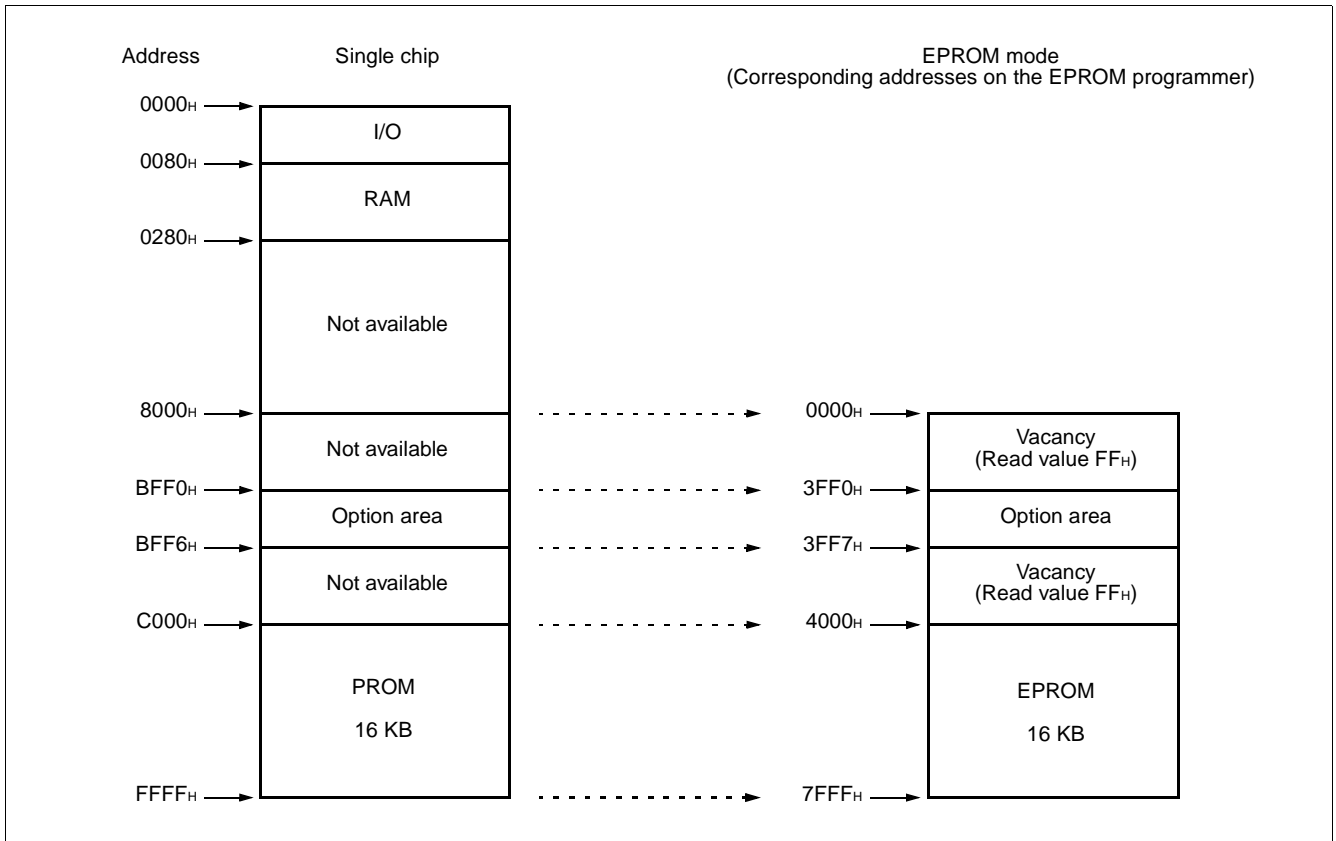 Address Single chip EPROM mode
(Corresponding addresses on the EPROM programmer)
0000H
I/O
0080H
RAM
0280H
Not available
8000H 0000H
Not available Vacancy
(Read value FFH)
BFF0H 3FF0H
Option area Option area
BFF6H 3FF7H
Not available Vacancy
(Read value FFH)
C000H 4000H
PROM EPROM
16 KB 16 KB
FFFFH 7FFFH